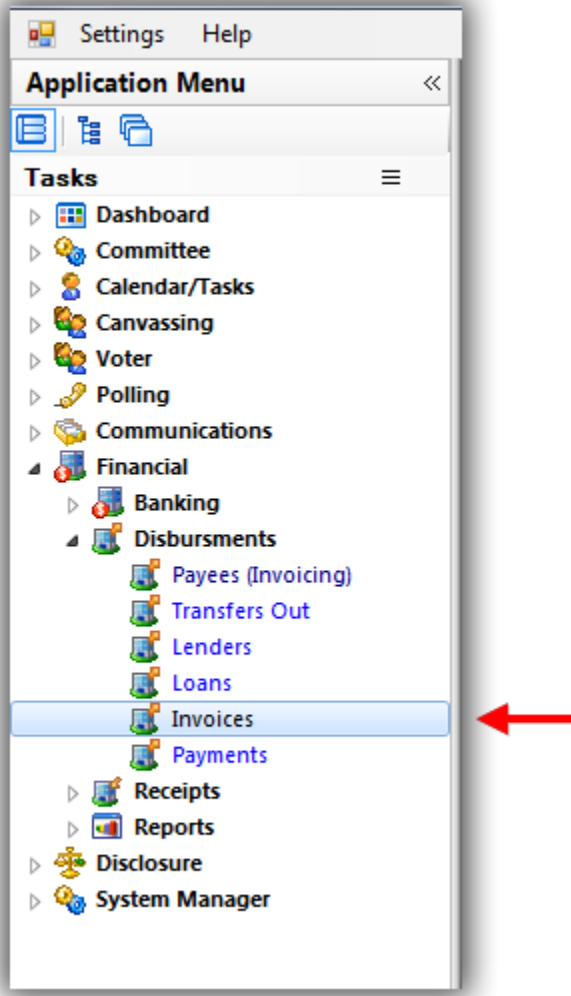 Settings Help
Application Menu
Tasks
Dashboard
Committee
Calendar/Tasks
Canvassing
Voter
Polling
Communications
Financial
Banking
Disbursments
Payees (Invoicing)
Transfers Out
Lenders
Loans
Invoices
Payments
Receipts
Reports
Disclosure
System Manager